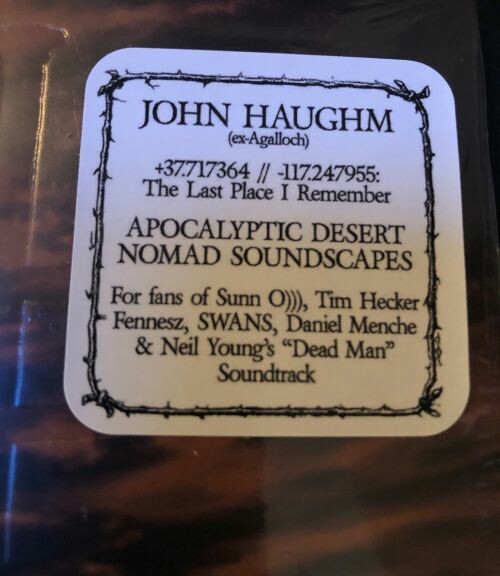 JOHN HAUGHM
(ex-Agalloch)
+37.717364 // -117.247955:
The Last Place I Remember
APOCALYPTIC DESERT
NOMAD SOUNDSCAPES
For fans of Sunn O))), Tim Hecker
Fennesz, SWANS, Daniel Menche
& Neil Young's "Dead Man"
Soundtrack